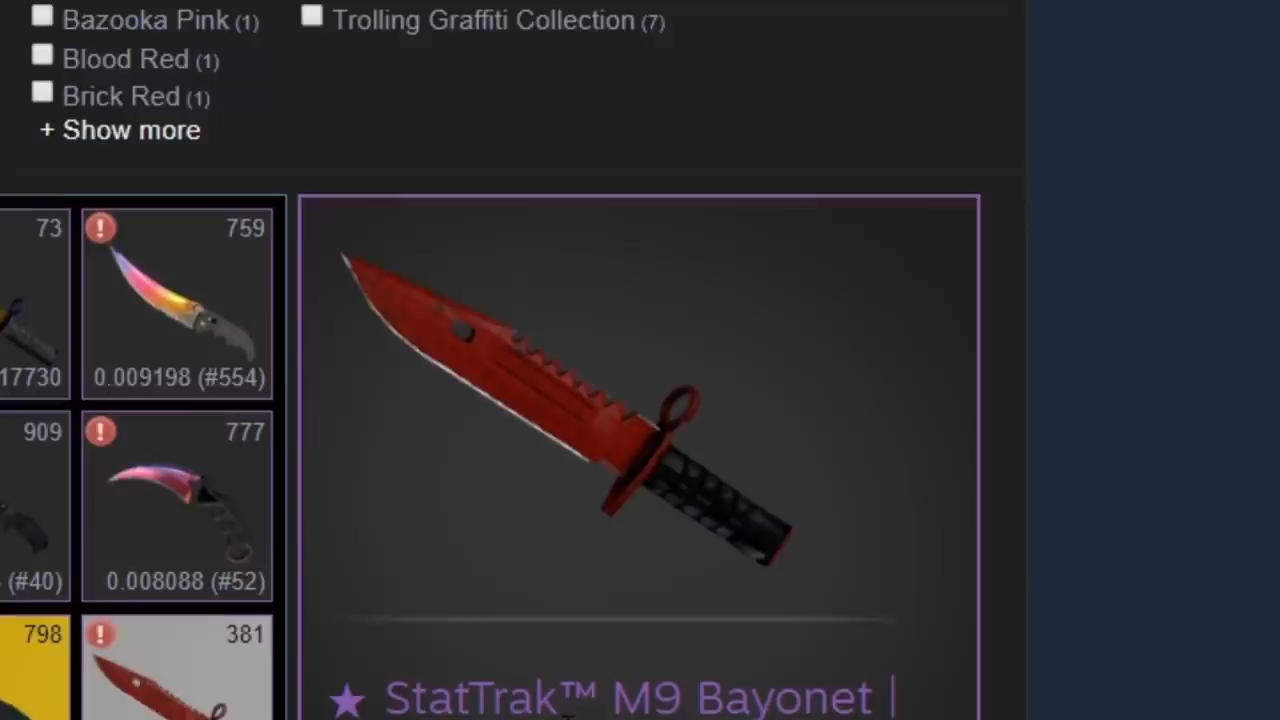 Bazooka Pink (1)
Trolling Graffiti Collection (7)
Blood Red (1)
Brick Red (1)
+ Show more
73
! 759
17730
0.009198 (#554)
909
! 777
(#40)
0.008088 (#52)
798
! 381
★ StatTrak™ M9 Bayonet |